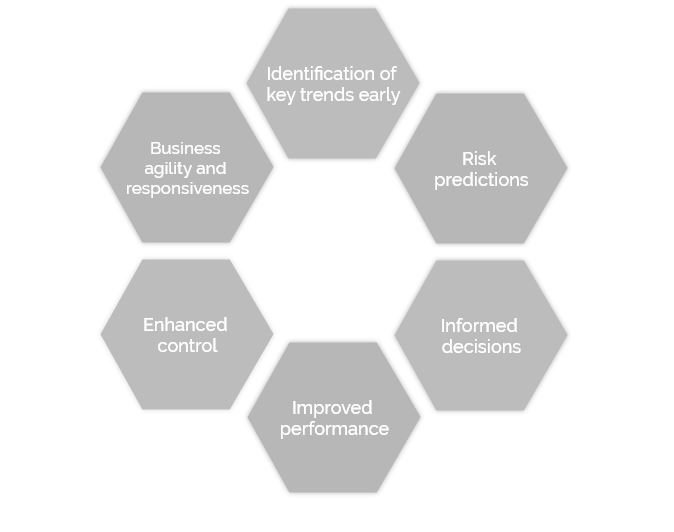 Identification of
key trends early
Risk
predictions
Informed
decisions
Improved
performance
Enhanced
control
Business
agility and
responsiveness